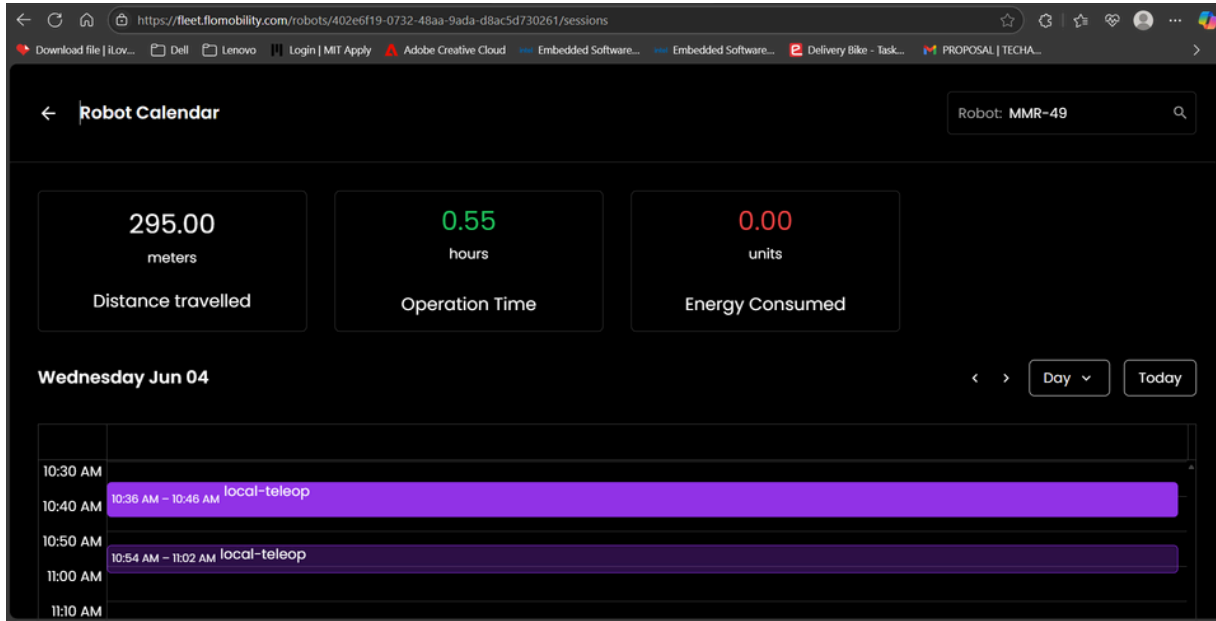 https://fleet.flomobility.com/robots/402e6f19-0732-48aa-9ada-d8ac5d730261/sessions
Download file | iLov... Dell Lenovo Login | MIT Apply Adobe Creative Cloud Embedded Software... Embedded Software... Delivery Bike - Task... PROPOSAL | TECHA...
Robot Calendar Robot: MMR-49
295.00 0.55 0.00
meters hours units
Distance travelled Operation Time Energy Consumed
Wednesday Jun 04 Day Today
10:30 AM
10:36 AM – 10:46 AM local-teleop
10:40 AM
10:50 AM
10:54 AM – 11:02 AM local-teleop
11:00 AM
11:10 AM